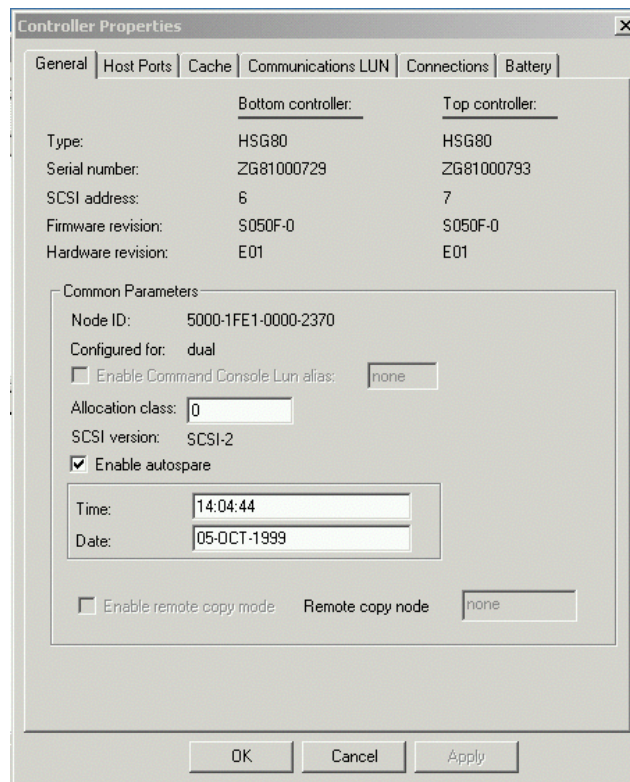 Controller Properties
General Host Ports Cache Communications LUN Connections Battery
Bottom controller: Top controller:
Type: HSG80 HSG80
Serial number: ZG81000729 ZG81000793
SCSI address: 6 7
Firmware revision: S050F-0 S050F-0
Hardware revision: E01 E01
Common Parameters
Node ID: 5000-1FE1-0000-2370
Configured for: dual
Enable Command Console Lun alias: none
Allocation class: 0
SCSI version: SCSI-2
Enable autospare
Time: 14:04:44
Date: 05-OCT-1999
Enable remote copy mode Remote copy node none
OK Cancel Apply